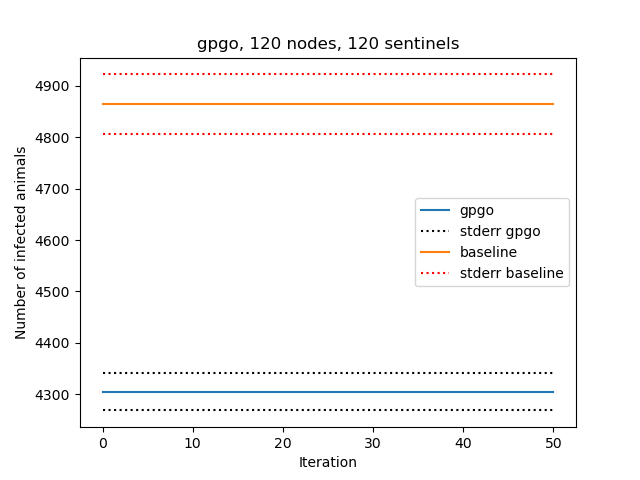 gpgo, 120 nodes, 120 sentinels
4900
4800
4700
4600
4500
4400
4300
Number of infected animals
gpgo
stderr gpgo
baseline
stderr baseline
0 10 20 30 40 50
Iteration